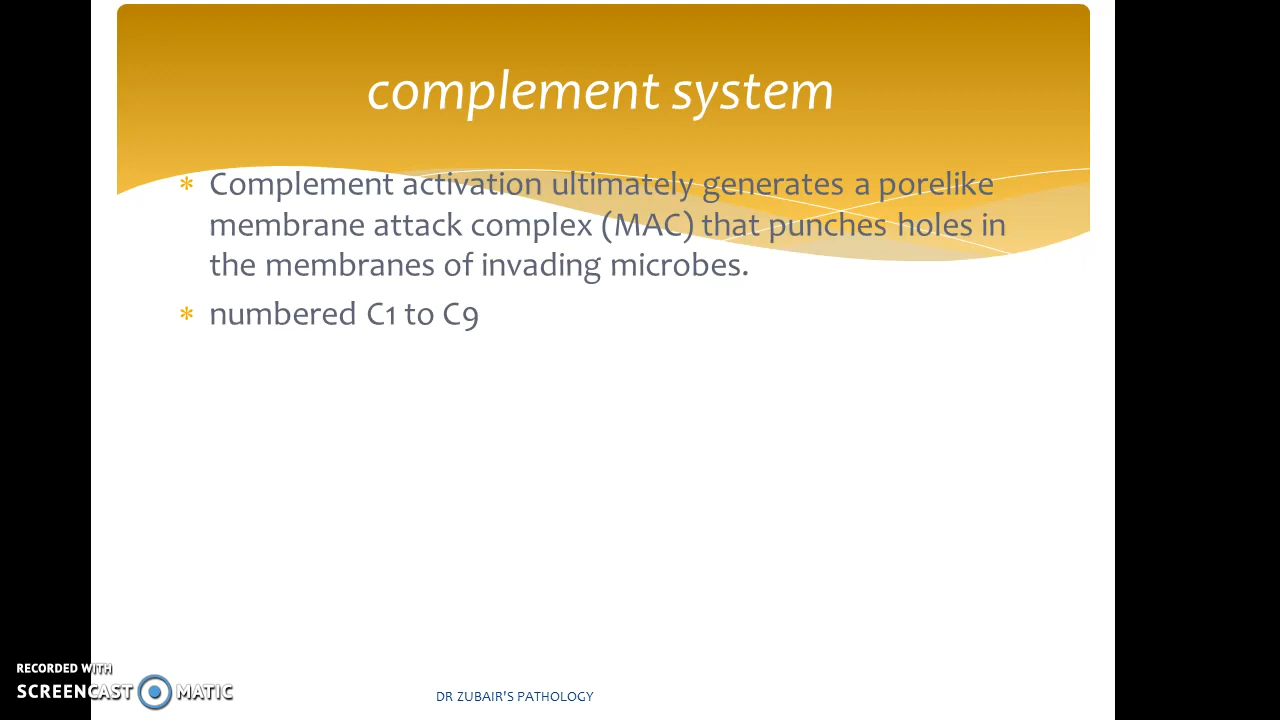 complement system
* Complement activation ultimately generates a porelike
membrane attack complex (MAC) that punches holes in
the membranes of invading microbes.
* numbered C1 to C9
RECORDED WITH
SCREENCAST MATIC
DR ZUBAIR'S PATHOLOGY